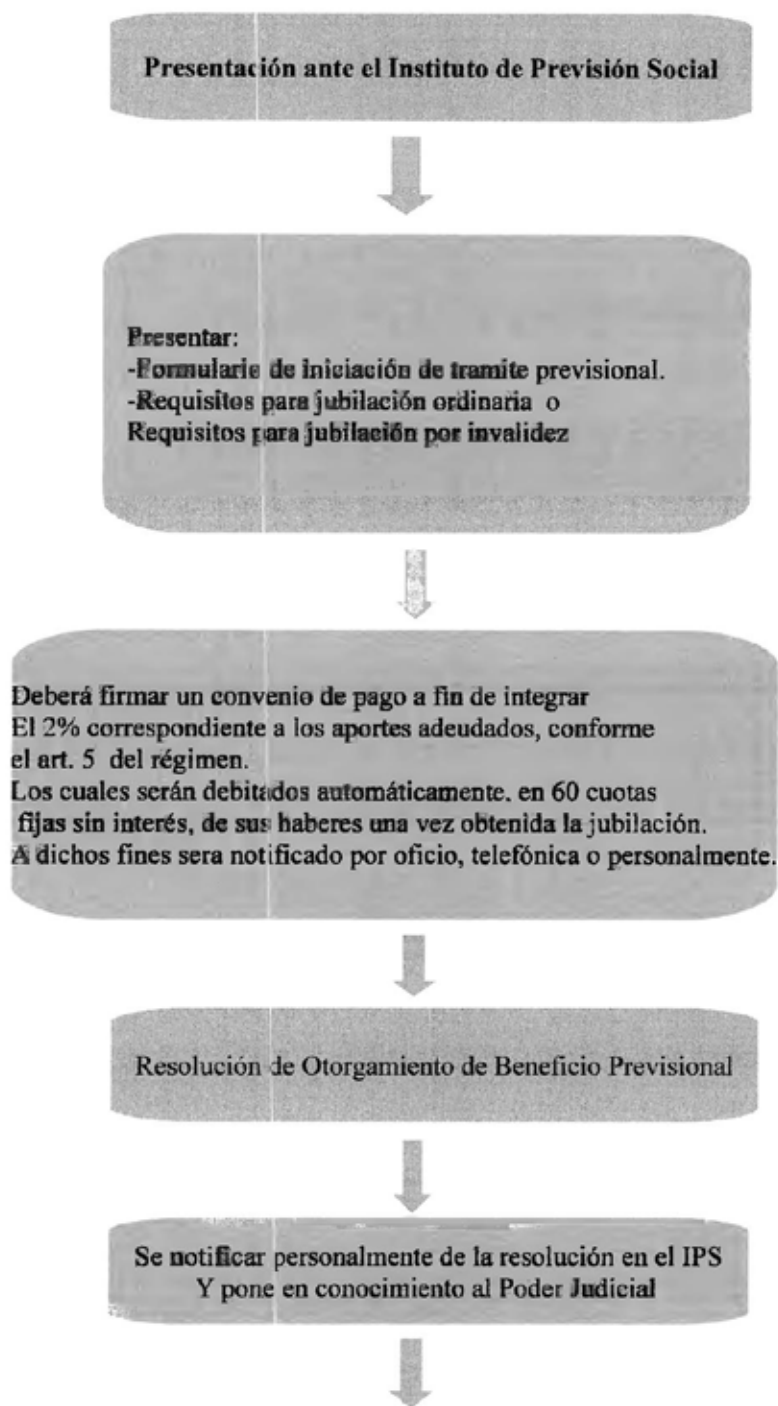 Presentación ante el Instituto de Previsión Social
Presentar:
-Formularie de iniciación de tramite previsional.
-Requisitos para jubilación ordinaria o
Requisitos para jubilación por invalidez
Deberá firmar un convenio de pago a fin de integrar
El 2% correspondiente a los aportes adeudados, conforme
el art. 5 del régimen.
Los cuales serán debitados automáticamente. en 60 cuotas
fijas sin interés, de sus haberes una vez obtenida la jubilación.
A dichos fines sera notificado por oficio, telefónica o personalmente.
Resolución de Otorgamiento de Beneficio Previsional
Se notificar personalmente de la resolución en el IPS
Y pone en conocimiento al Poder Judicial